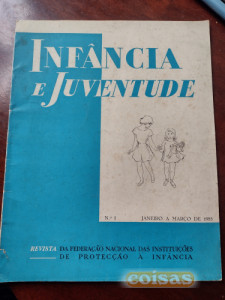 INFÂNCIA
E JUVENTUDE
N.º 1 JANEIRO A MARÇO DE 1955
REVISTA DA FEDERAÇÃO NACIONAL DAS INSTITUIÇÕES
DE PROTECÇÃO À INFÂNCIA
coisas